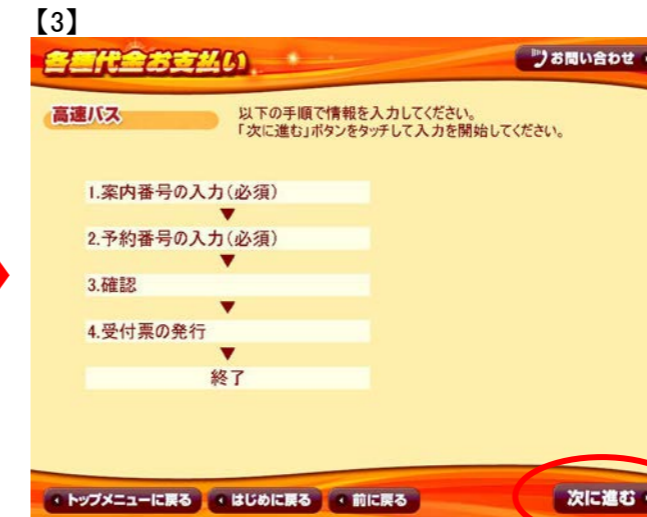 【3】
各種代金お支払い
お問い合わせ
高速バス
以下の手順で情報を入力してください。
「次に進む」ボタンをタッチして入力を開始してください。
1.案内番号の入力(必須)
▼
2.予約番号の入力(必須)
▼
3.確認
▼
4.受付票の発行
▼
終了
トップメニューに戻る
はじめに戻る
前に戻る
次に進む